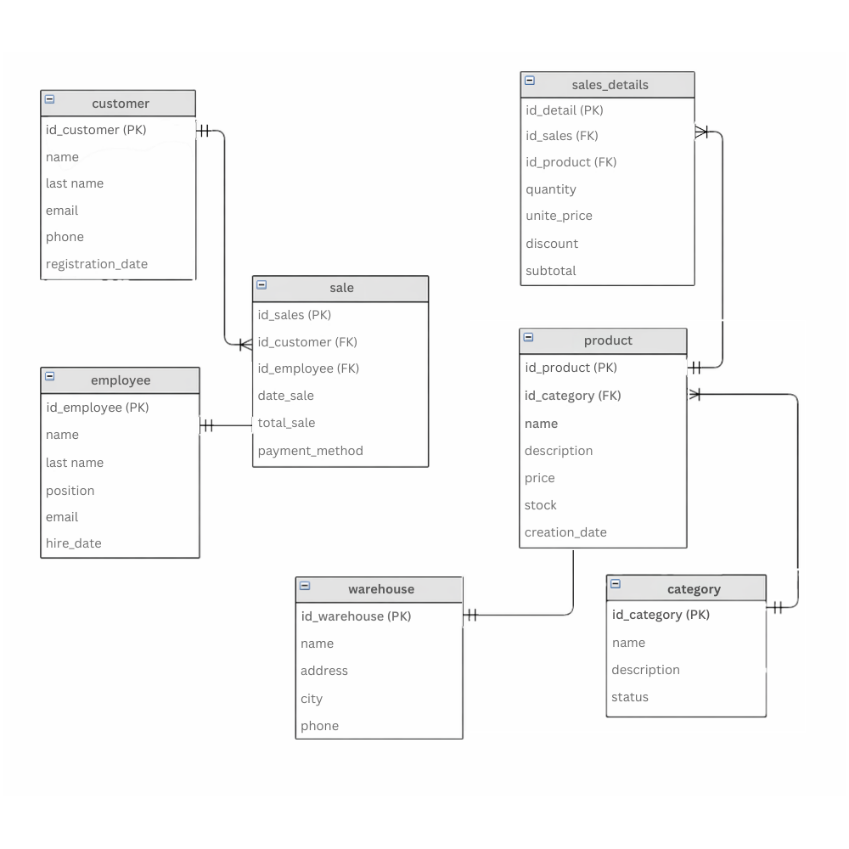 customer
id_customer (PK)
name
last name
email
phone
registration_date
sales_details
id_detail (PK)
id_sales (FK)
id_product (FK)
quantity
unite_price
discount
subtotal
sale
id_sales (PK)
id_customer (FK)
id_employee (FK)
date_sale
total_sale
payment_method
product
id_product (PK)
id_category (FK)
name
description
price
stock
creation_date
employee
id_employee (PK)
name
last name
position
email
hire_date
warehouse
id_warehouse (PK)
name
address
city
phone
category
id_category (PK)
name
description
status